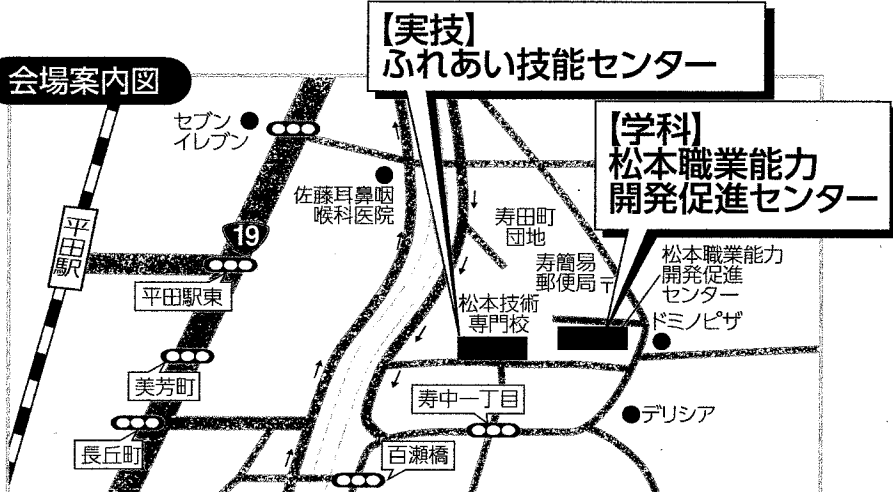 【実技】
ふれあい技能センター
会場案内図
【学科】
松本職業能力
開発促進センター
セブン
イレブン
佐藤耳鼻咽
喉科医院
寿田町
団地
平田駅
19
寿簡易
郵便局〒
松本職業能力
開発促進
センター
平田駅東
松本技術
専門校
ドミノピザ
美芳町
寿中一丁目
デリシア
長丘町
百瀬橋